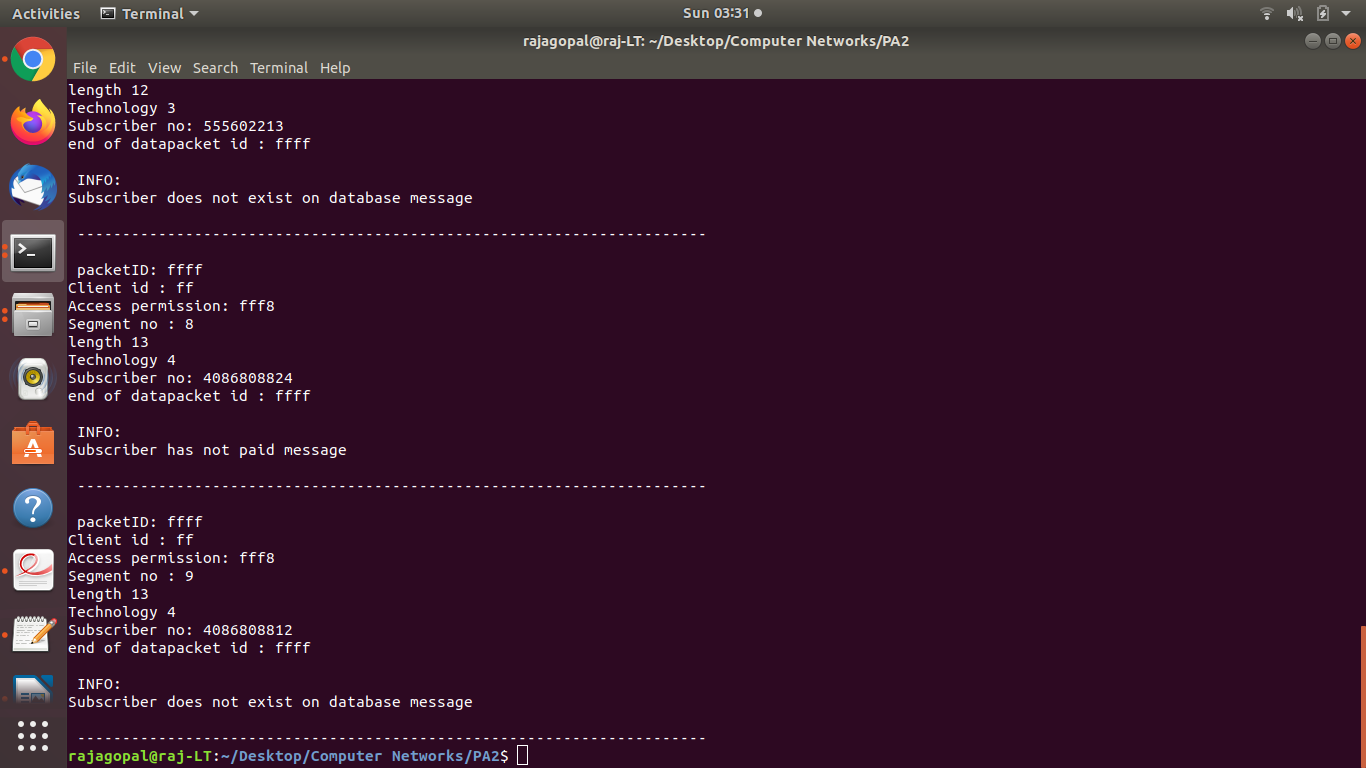 Activities Terminal Sun 03:31
rajagopal@raj-LT: ~/Desktop/Computer Networks/PA2
File Edit View Search Terminal Help
length 12
Technology 3
Subscriber no: 555602213
end of datapacket id : ffff
INFO:
Subscriber does not exist on database message
----------------------------------------------------------------------
packetID: ffff
Client id : ff
Access permission: fff8
Segment no : 8
length 13
Technology 4
Subscriber no: 4086808824
end of datapacket id : ffff
INFO:
Subscriber has not paid message
----------------------------------------------------------------------
packetID: ffff
Client id : ff
Access permission: fff8
Segment no : 9
length 13
Technology 4
Subscriber no: 4086808812
end of datapacket id : ffff
INFO:
Subscriber does not exist on database message
----------------------------------------------------------------------
rajagopal@raj-LT:~/Desktop/Computer Networks/PA2$